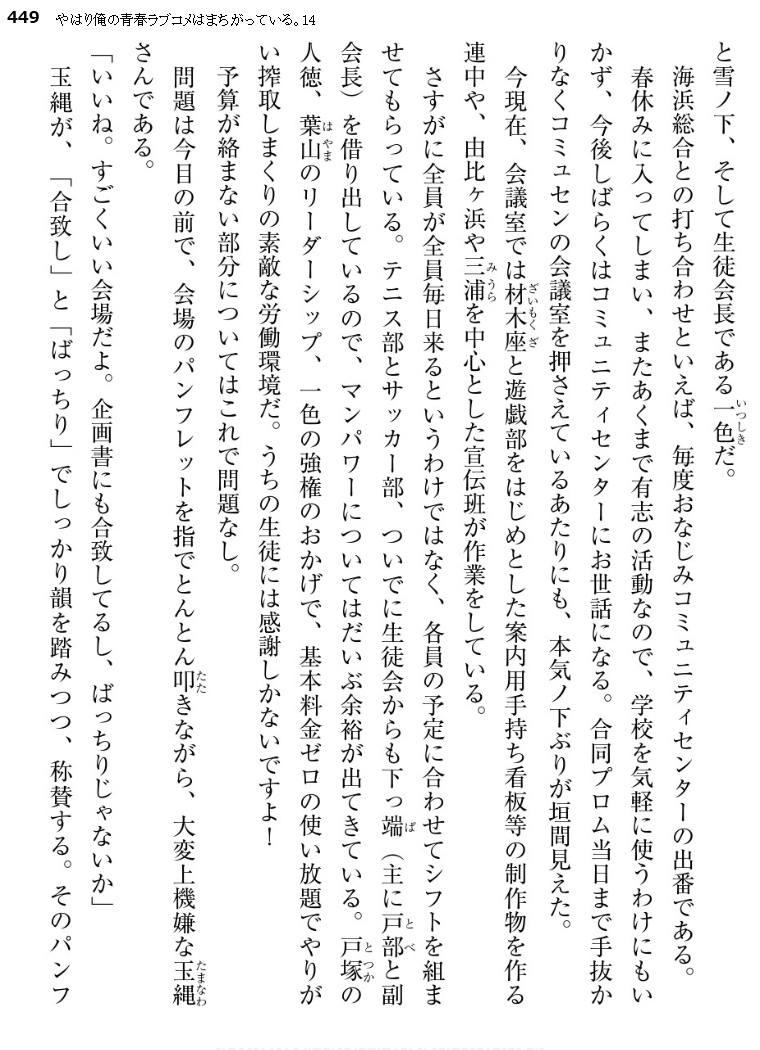 449 やはり俺の青春ラブコメはまちがっている。14
と雪ノ下、そして生徒会長である一色だ。
海浜総合との打ち合わせといえば、毎度おなじみコミュニティセンターの出番である。
春休みに入ってしまい、またあくまで有志の活動なので、学校を気軽に使うわけにもい
かず、今後しばらくはコミュニティセンターにお世話になる。合同プロム当日まで手抜か
りなくコミュセンの会議室を押さえているあたりにも、本気ノ下ぶりが垣間見えた。
今現在、会議室では材木座と遊戯部をはじめとした案内用手持ち看板等の制作物を作る
連中や、由比ヶ浜や三浦を中心とした宣伝班が作業をしている。
さすがに全員が全員毎日来るというわけではなく、各員の予定に合わせてシフトを組ま
せてもらっている。テニス部とサッカー部、ついでに生徒会からも下っ端（主に戸部と副
会長）を借り出しているので、マンパワーについてはだいぶ余裕が出てきている。戸塚の
人徳、葉山のリーダーシップ、一色の強権のおかげで、基本料金ゼロの使い放題でやりが
い搾取しまくりの素敵な労働環境だ。うちの生徒には感謝しかないですよ！
予算が絡まない部分についてはこれで問題なし。
問題は今目の前で、会場のパンフレットを指でとんとん叩きながら、大変上機嫌な玉縄
さんである。
「いいね。すごくいい会場だよ。企画書にも合致してるし、ばっちりじゃないか」
玉縄が、「合致し」と「ばっちり」でしっかり韻を踏みつつ、称賛する。そのパンフ